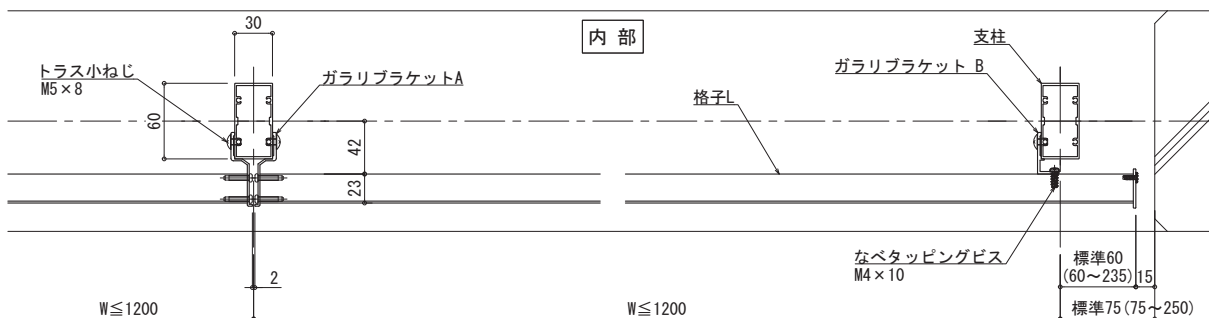 30
内 部
支柱
トラス小ねじ
M5×8
ガラリブラケットA
ガラリブラケット B
格子L
60
42
23
2
なベタッピングビス
M4×10
標準60
(60～235)
15
W≦1200
W≦1200
標準75(75～250)